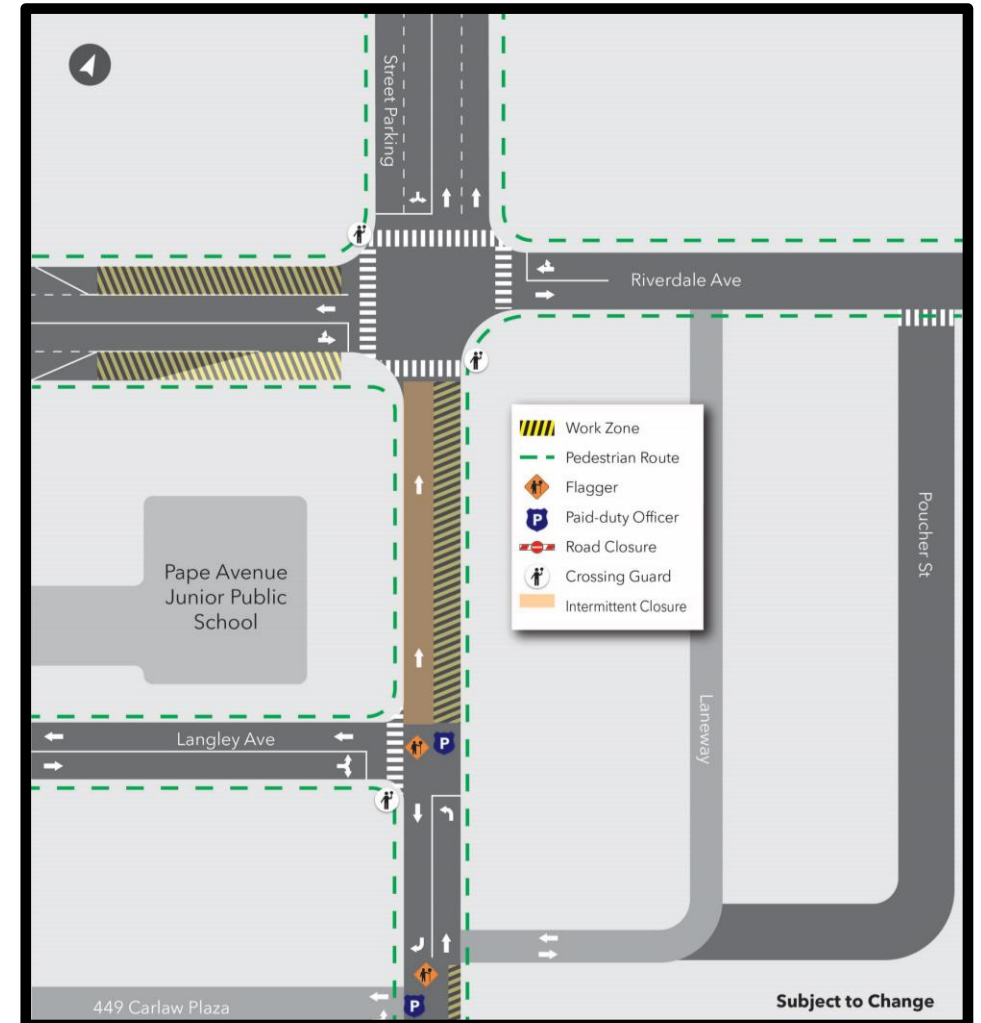 Street Parking
Riverdale Ave
Work Zone
Pedestrian Route
Flagger
P
Paid-duty Officer
Road Closure
Crossing Guard
Intermittent Closure
Poucher St
Pape Avenue
Junior Public
School
Langley Ave
P
Laneway
449 Carlaw Plaza
P
Subject to Change